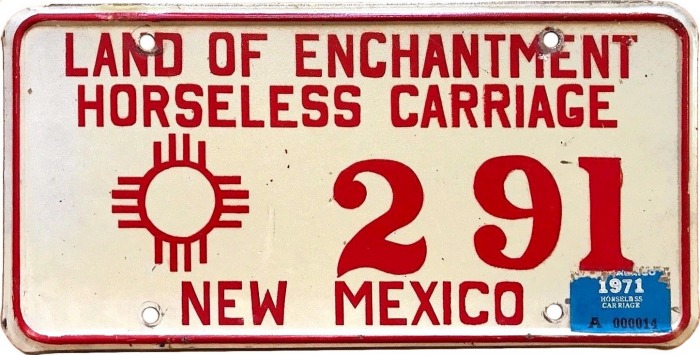 LAND OF ENCHANTMENT
HORSELESS CARRIAGE
291
NEW MEXICO
1971
HORSELESS
CARRIAGE
A 000014